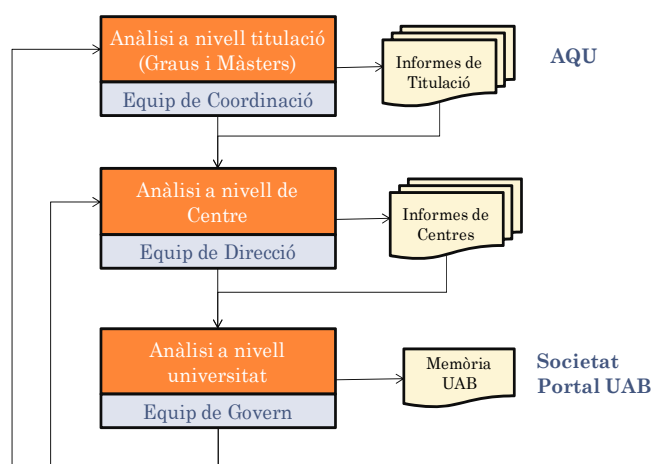 Anàlisi a nivell titulació
(Graus i Màsters)
Equip de Coordinació
Informes de
Titulació
AQU
Anàlisi a nivell de
Centre
Equip de Direcció
Informes de
Centres
Anàlisi a nivell
universitat
Equip de Govern
Memòria
UAB
Societat
Portal UAB